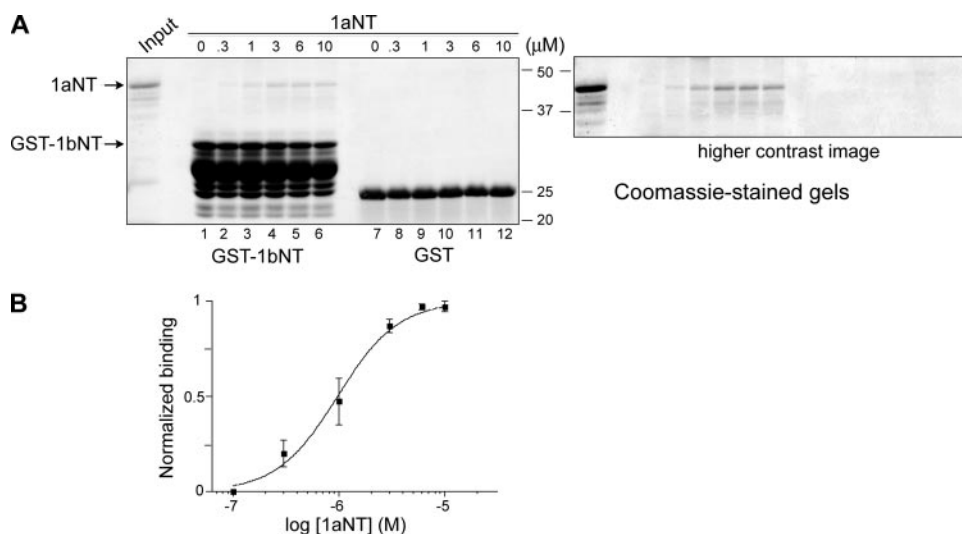 A
Input
1aNT
0 .3 1 3 6 10 (μM) 0 .3 1 3 6 10
1aNT
GST-1bNT
50
37
25
20
1 2 3 4 5 6 7 8 9 10 11 12
GST-1bNT GST
50
37
higher contrast image
Coomassie-stained gels
B
Normalized binding
1
0.5
0
-7 -6 -5
log [1aNT] (M)